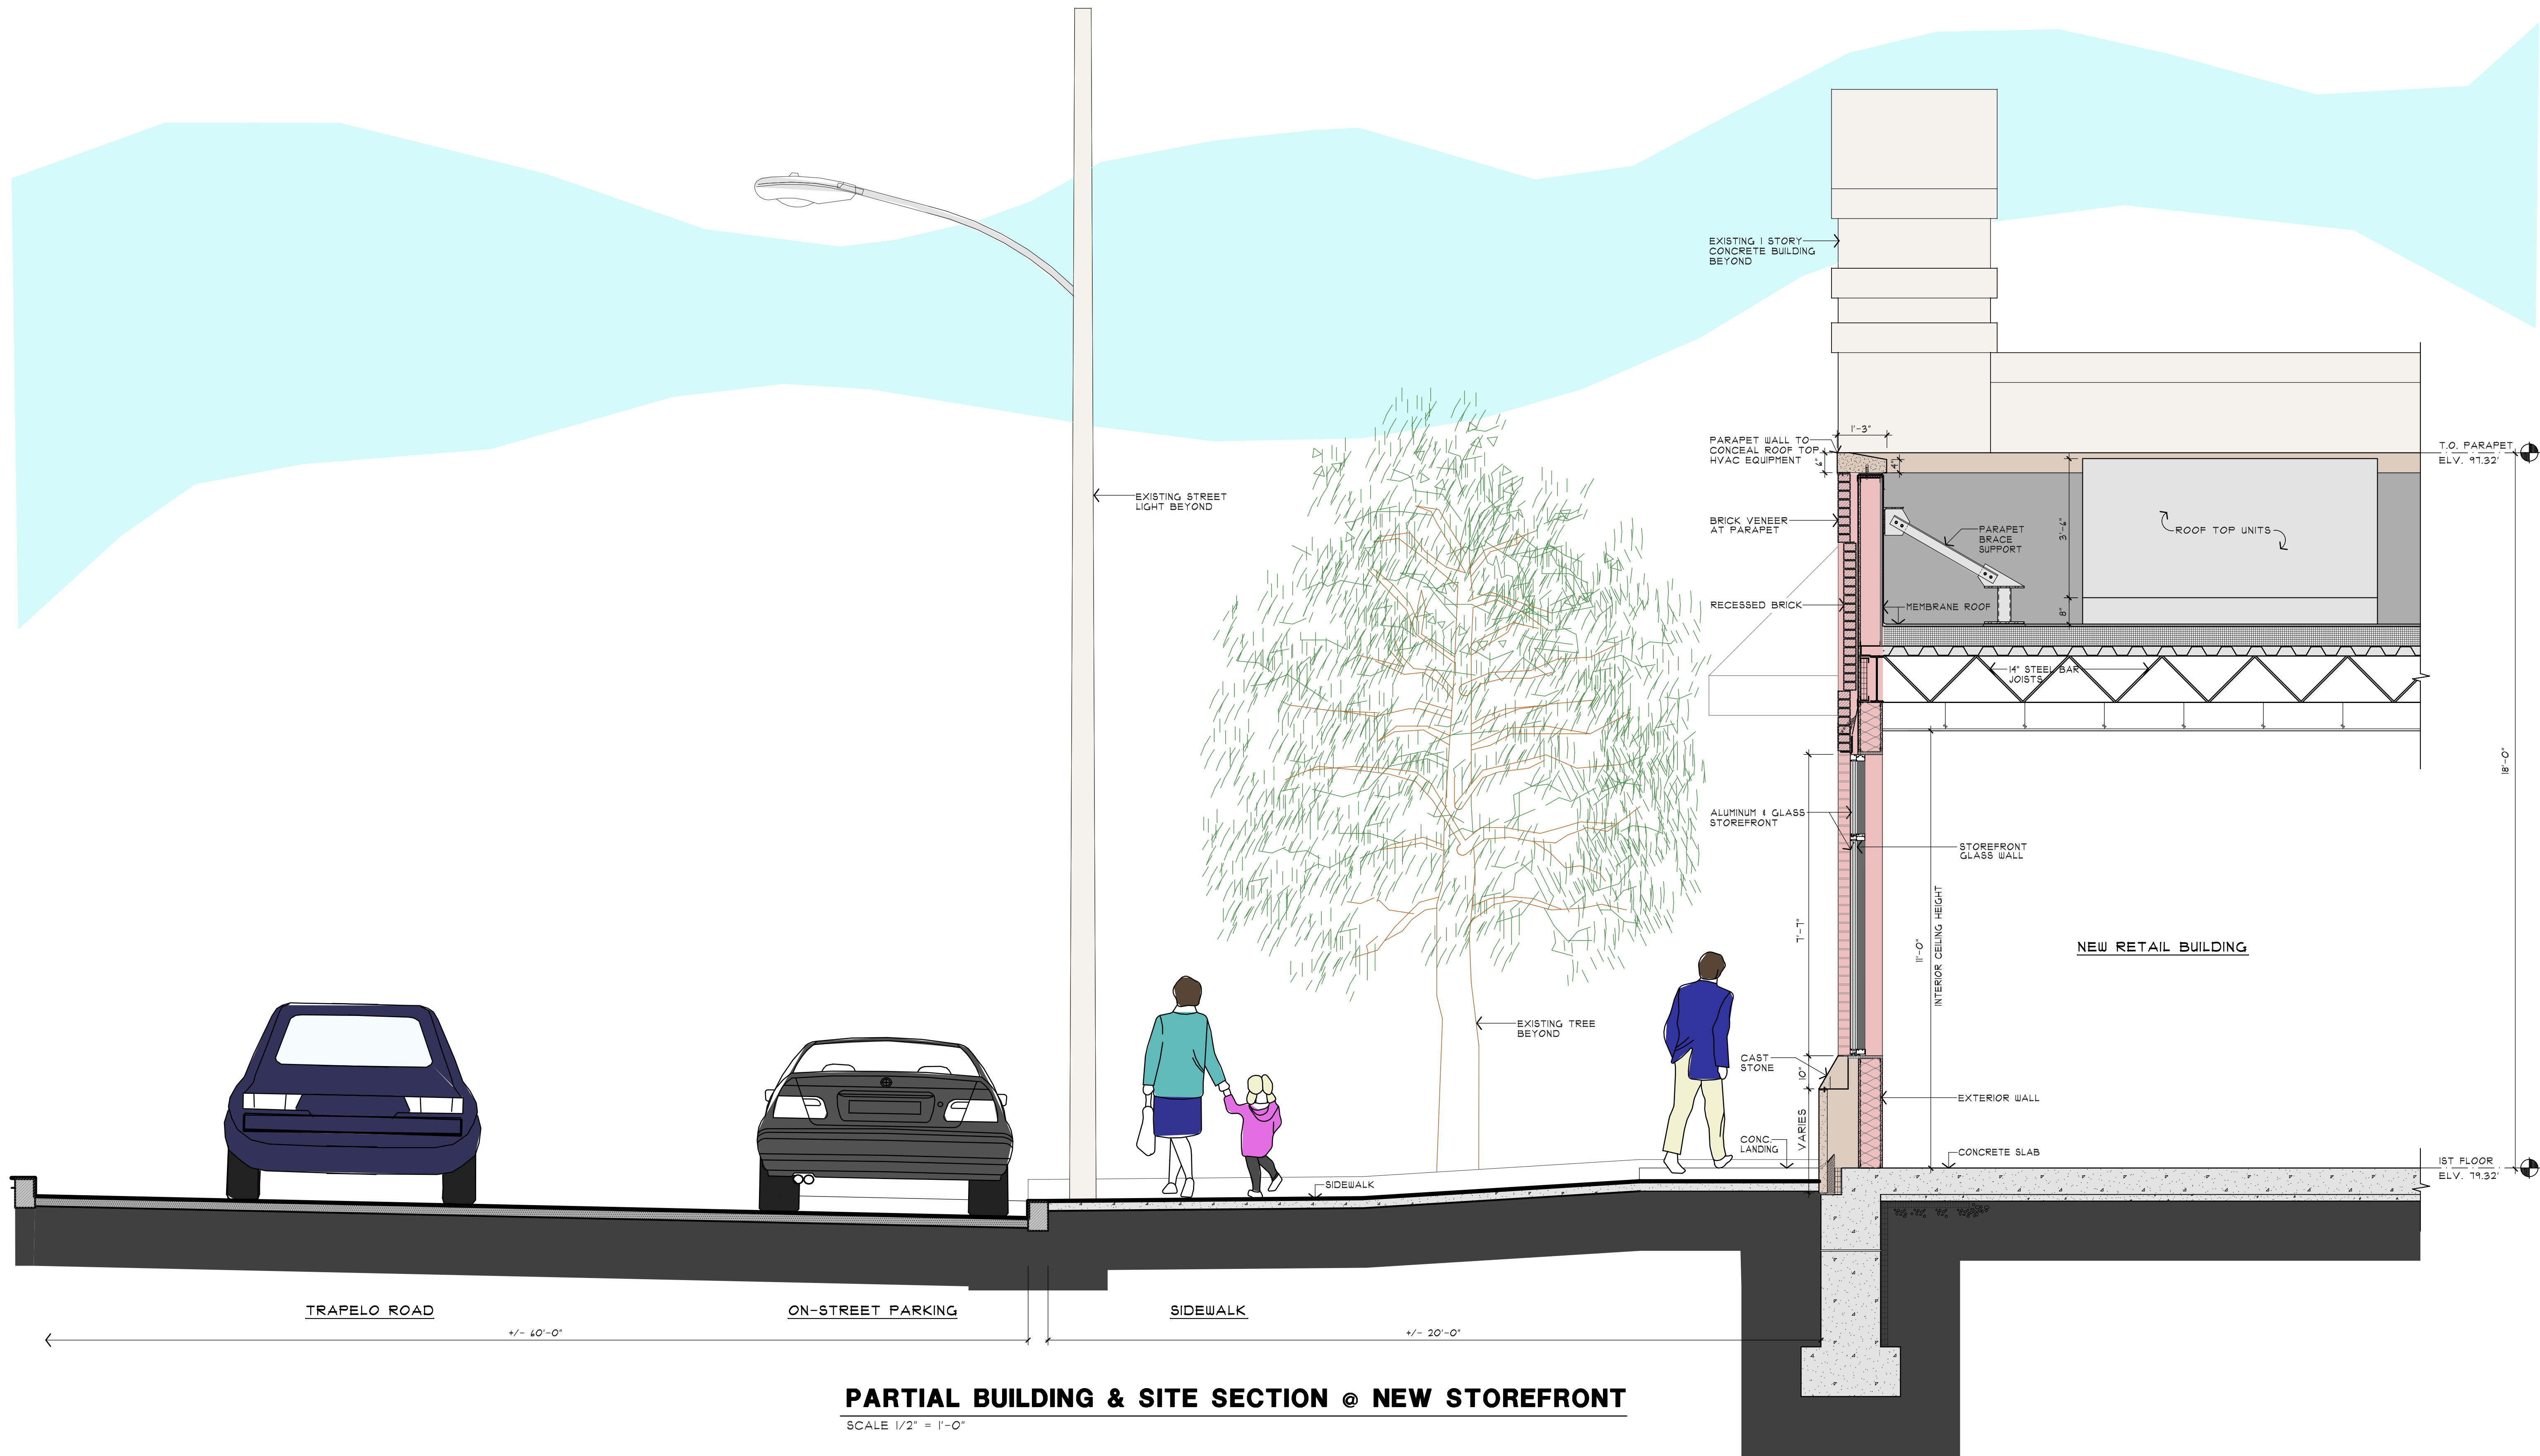 EXISTING 1 STORY
CONCRETE BUILDING
BEYOND
PARAPET WALL TO
CONCEAL ROOF TOP
HVAC EQUIPMENT
1'-3"
6"
4"
T.O. PARAPET
ELV. 97.32'
EXISTING STREET
LIGHT BEYOND
BRICK VENEER
AT PARAPET
PARAPET
BRACE
SUPPORT
3'-6"
ROOF TOP UNITS
RECESSED BRICK
MEMBRANE ROOF
8"
14" STEEL BAR
JOISTS
18'-0"
ALUMINUM & GLASS
STOREFRONT
STOREFRONT
GLASS WALL
7'-7"
11'-0"
INTERIOR CEILING HEIGHT
NEW RETAIL BUILDING
EXISTING TREE
BEYOND
CAST
STONE
10"
EXTERIOR WALL
VARIES
CONC.
LANDING
CONCRETE SLAB
1ST FLOOR
ELV. 79.32'
SIDEWALK
TRAPELO ROAD
ON-STREET PARKING
SIDEWALK
+/- 60'-0"
+/- 20'-0"
PARTIAL BUILDING & SITE SECTION @ NEW STOREFRONT
SCALE 1/2" = 1'-0"